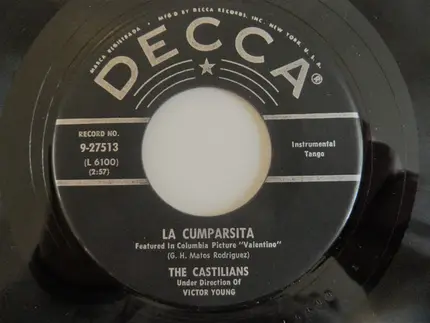 MARCA REGISTRADA • MF'D BY DECCA RECORDS, INC., NEW YORK, U. S. A.
DECCA®
RECORD NO.
9-27513
(L 6100)
(2:57)
Instrumental
Tango
LA CUMPARSITA
Featured In Columbia Picture "Valentino"
(G. H. Matos Rodriguez)
THE CASTILIANS
Under Direction Of
VICTOR YOUNG